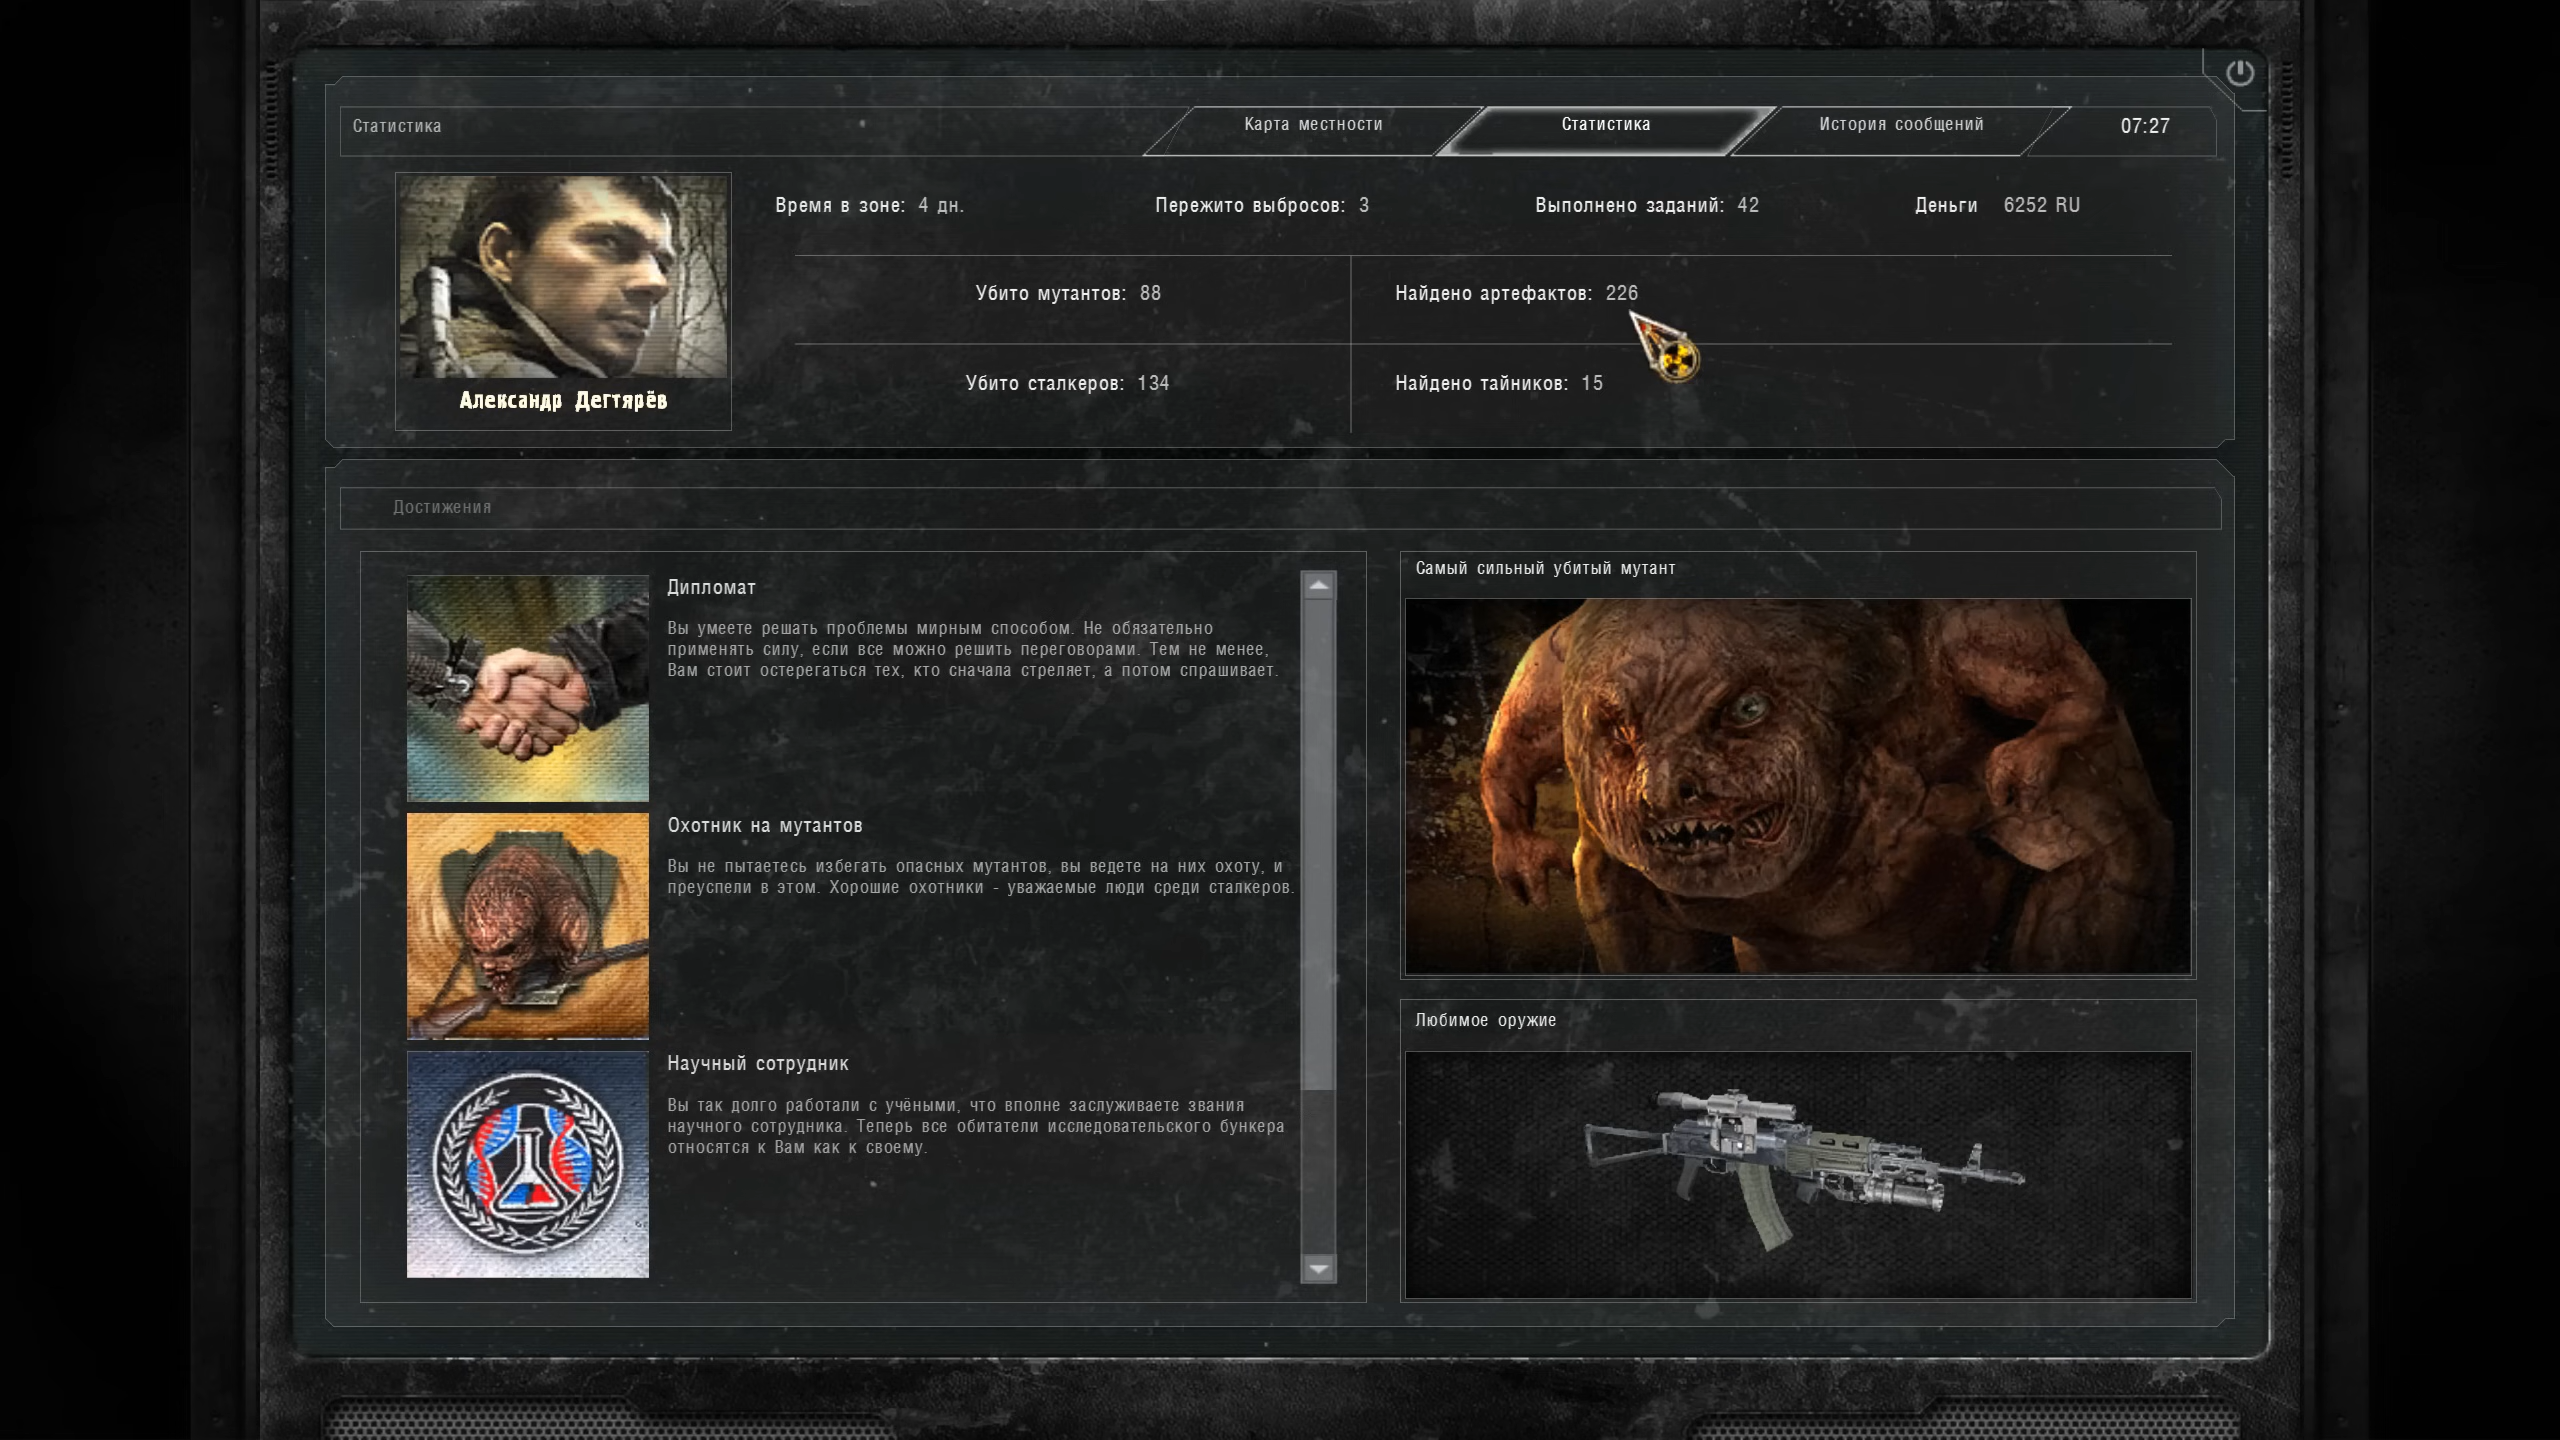 Статистика
Карта местности
Статистика
История сообщений
07:27
Время в зоне: 4 дн.
Пережито выбросов: 3
Выполнено заданий: 42
Деньги 6252 RU
Убито мутантов: 88
Найдено артефактов: 226
Убито сталкеров: 134
Найдено тайников: 15
Александр Дегтярёв
Достижения
Дипломат
Вы умеете решать проблемы мирным способом. Не обязательно
применять силу, если все можно решить переговорами. Тем не менее,
Вам стоит остерегаться тех, кто сначала стреляет, а потом спрашивает.
Охотник на мутантов
Вы не пытаетесь избегать опасных мутантов, вы ведете на них охоту, и
преуспели в этом. Хорошие охотники - уважаемые люди среди сталкеров.
Научный сотрудник
Вы так долго работали с учёными, что вполне заслуживаете звания
научного сотрудника. Теперь все обитатели исследовательского бункера
относятся к Вам как к своему.
Самый сильный убитый мутант
Любимое оружие